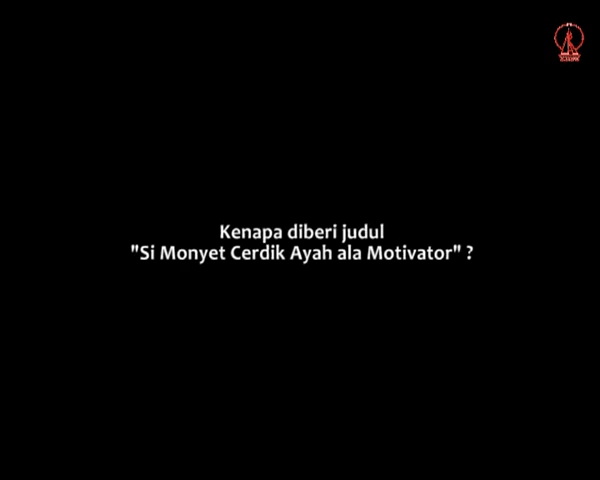 Kenapa diberi judul
"Si Monyet Cerdik Ayah ala Motivator" ?